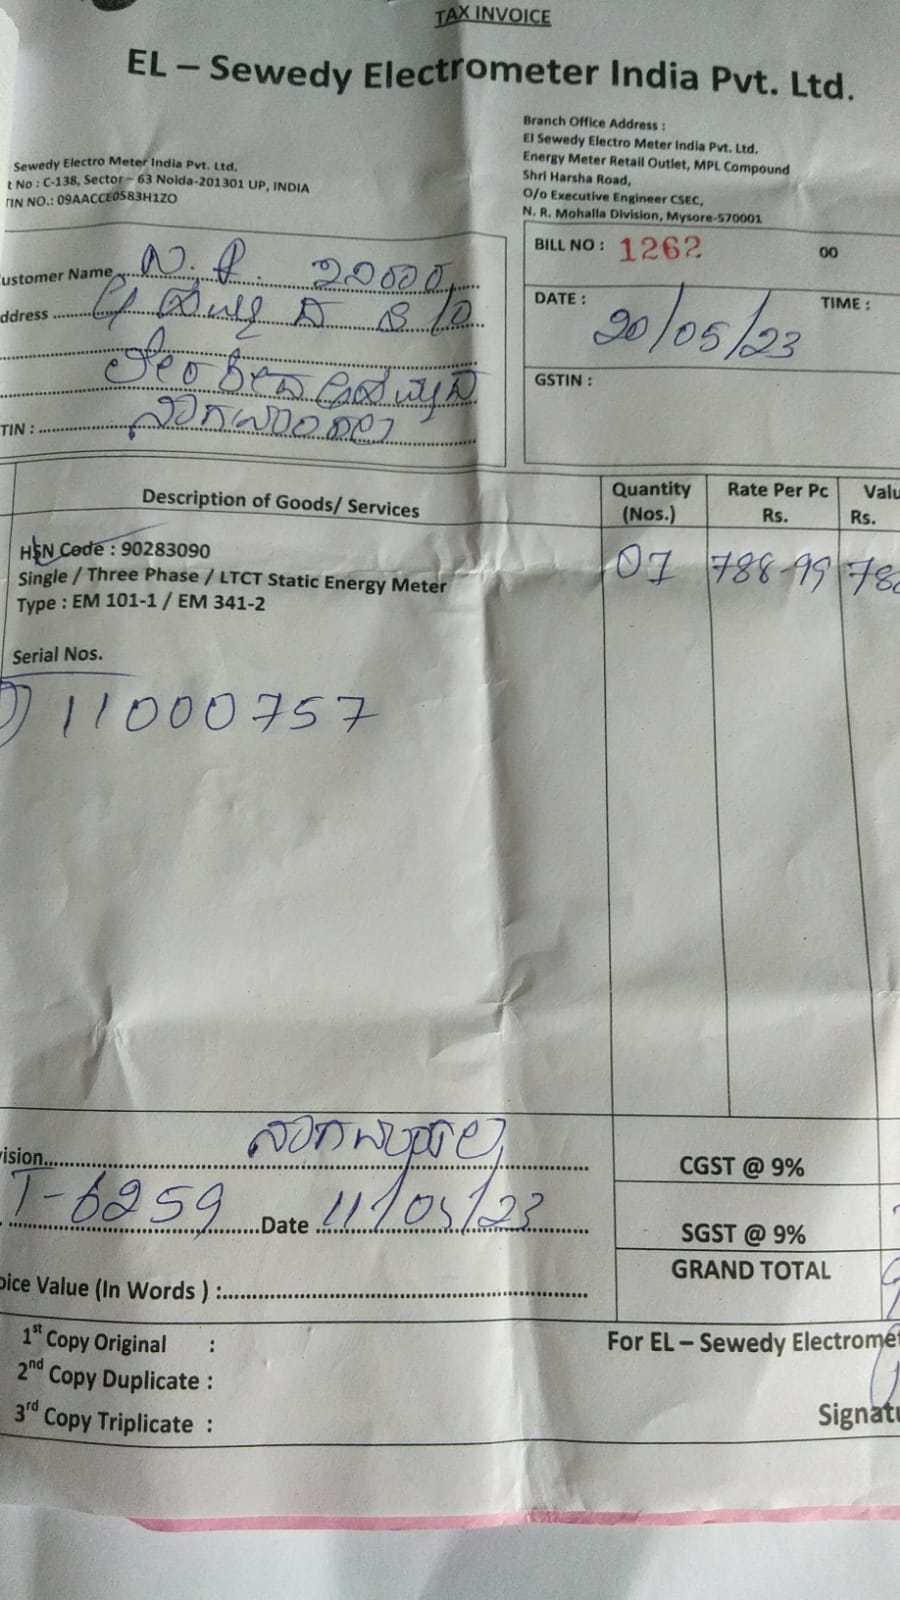 TAX INVOICE
EL – Sewedy Electrometer India Pvt. Ltd.
Sewedy Electro Meter India Pvt. Ltd.
No : C-138, Sector – 63 Noida-201301 UP, INDIA
TIN NO.: 09AACCE0583H1ZO
Branch Office Address :
El Sewedy Electro Meter India Pvt. Ltd.
Energy Meter Retail Outlet, MPL Compound
Shri Harsha Road,
O/o Executive Engineer CSEC,
N. R. Mohalla Division, Mysore-570001
ustomer Name
ddress
TIN :
BILL NO : 1262 00
DATE : 20/05/23 TIME :
GSTIN :
Description of Goods/ Services Quantity (Nos.) Rate Per Pc Rs. Valu Rs.
HSN Code : 90283090 01 788-99 78
Single / Three Phase / LTCT Static Energy Meter
Type : EM 101-1 / EM 341-2
Serial Nos.
11000757
ision
T-6259 Date 11/05/23
CGST @ 9%
SGST @ 9%
GRAND TOTAL
oice Value (In Words ) :
1st Copy Original :
2nd Copy Duplicate :
3rd Copy Triplicate :
For EL – Sewedy Electromet
Signatu